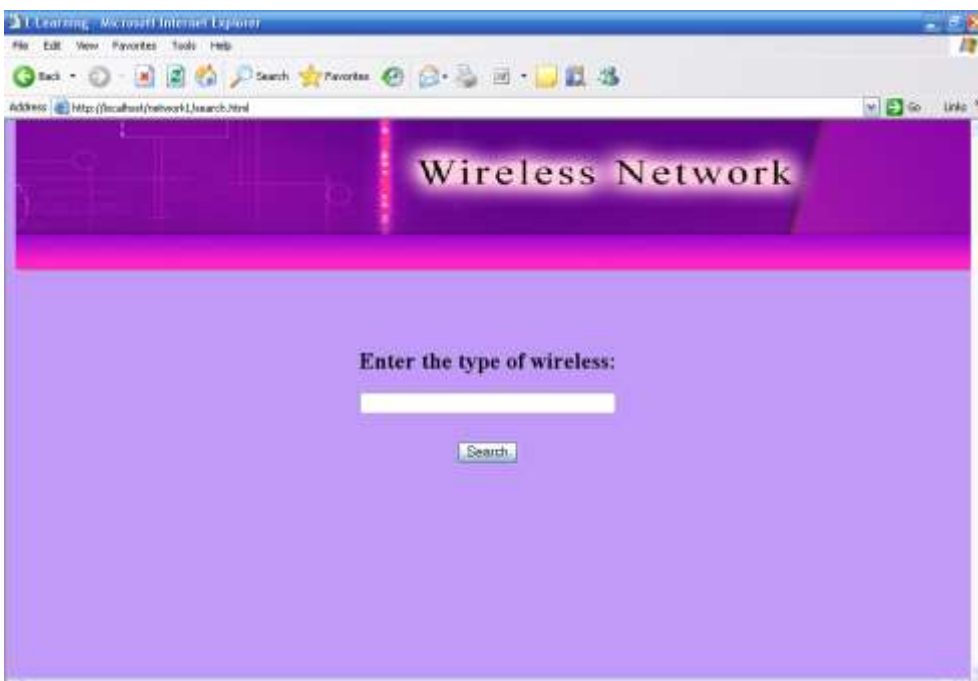 E-Learning - Microsoft Internet Explorer
File Edit View Favorites Tools Help
Back Search Favorites
Address http://localhost/network1/search.html Go Links
Wireless Network
Enter the type of wireless:
Search